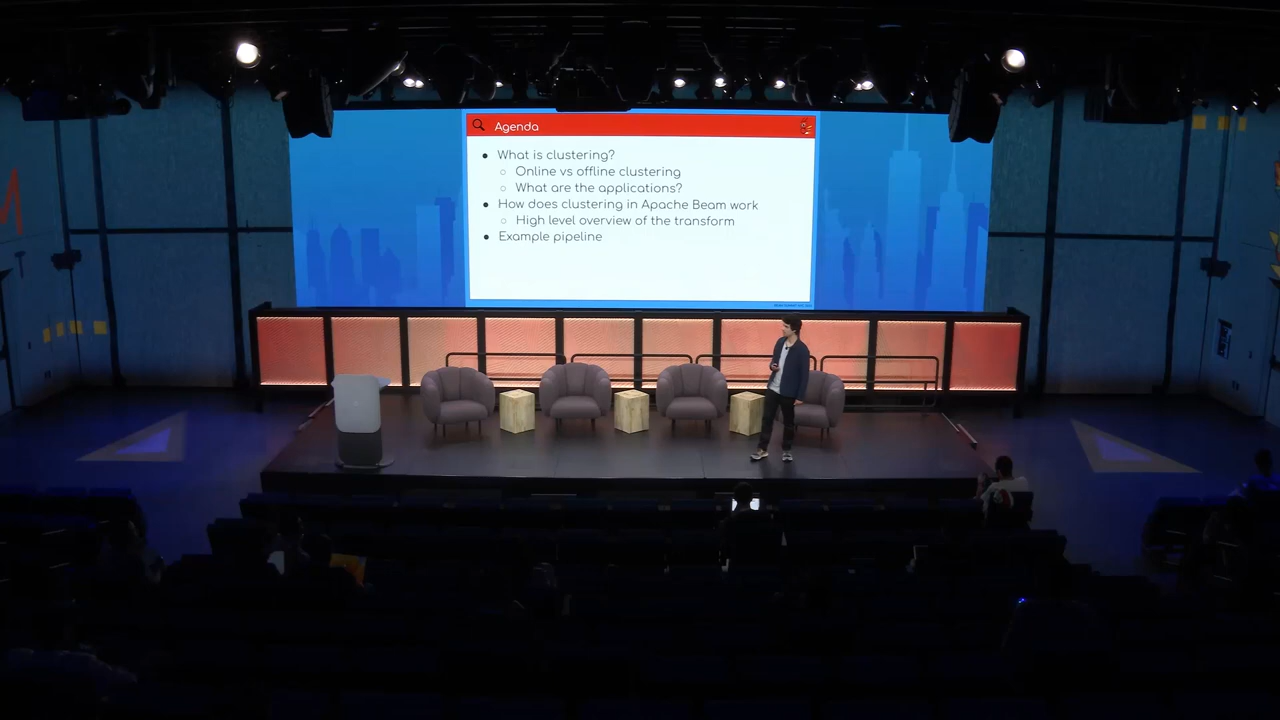 Agenda
● What is clustering?
○ Online vs offline clustering
○ What are the applications?
● How does clustering in Apache Beam work
○ High level overview of the transform
● Example pipeline
M